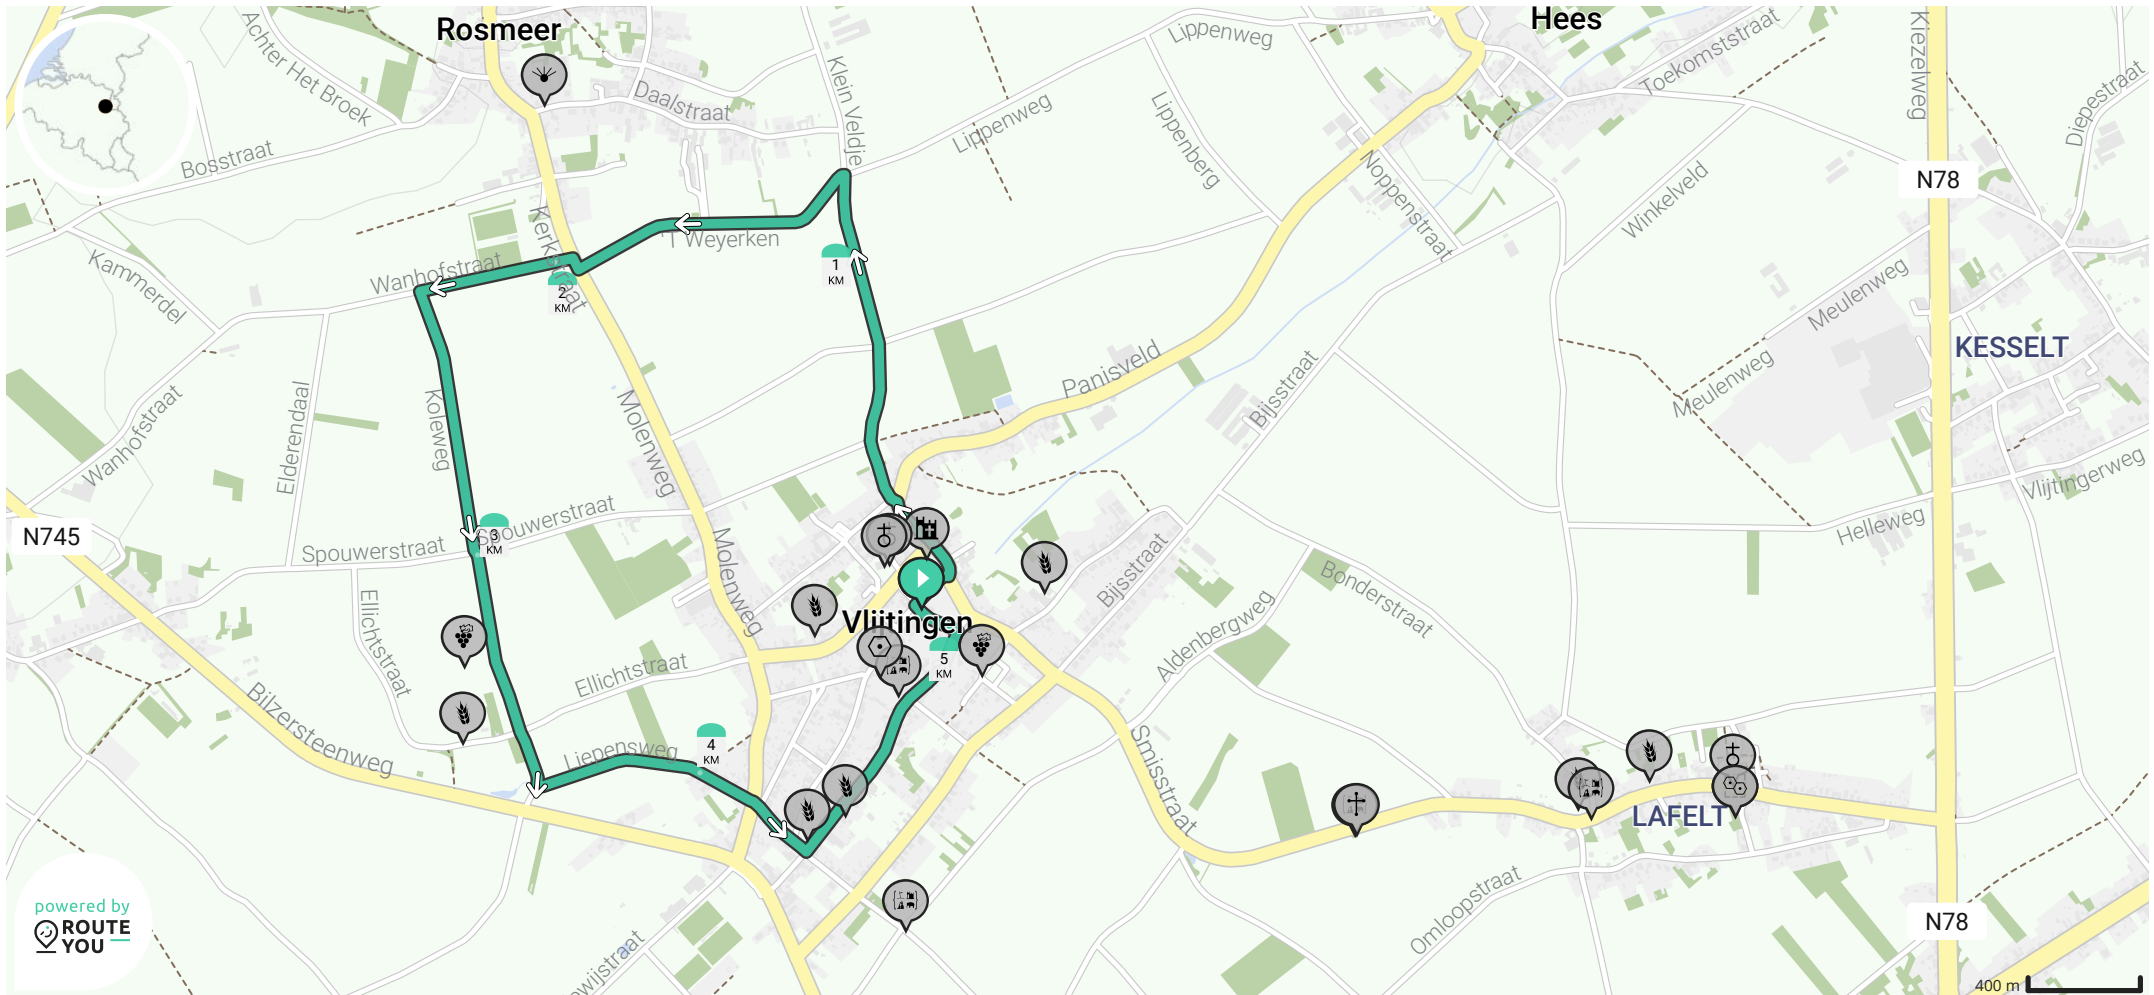 Rosmeer
Hees
Achter Het Broek
Klein Veldje
Lippenweg
Toekomststraat
Kiezelweg
Diepestraat
Daalstraat
Lippenweg
Lippenberg
Bosstraat
Noppenstraat
Winkelveld
N78
Kerkstraat
'T Weyerken
Kammerdel
Wanhofstraat
1
KM
2
KM
Meulenweg
KESSELT
Panisveld
Meulenweg
Bijsstraat
Wanhofstraat
Elderendaal
Koleweg
Molenweg
Vlijtingerweg
N745
Spouwerstraat
Spouwerstraat
3
KM
Helleweg
Molenweg
Bijsstraat
Bonderstraat
Ellichtstraat
Vlijtingen
Aldenbergweg
Ellichtstraat
5
KM
Bilzersteenweg
Liepensweg
4
KM
Smisstraat
LAFELT
Omloopstraat
powered by
ROUTE
YOU
N78
ewijstraat
400 m